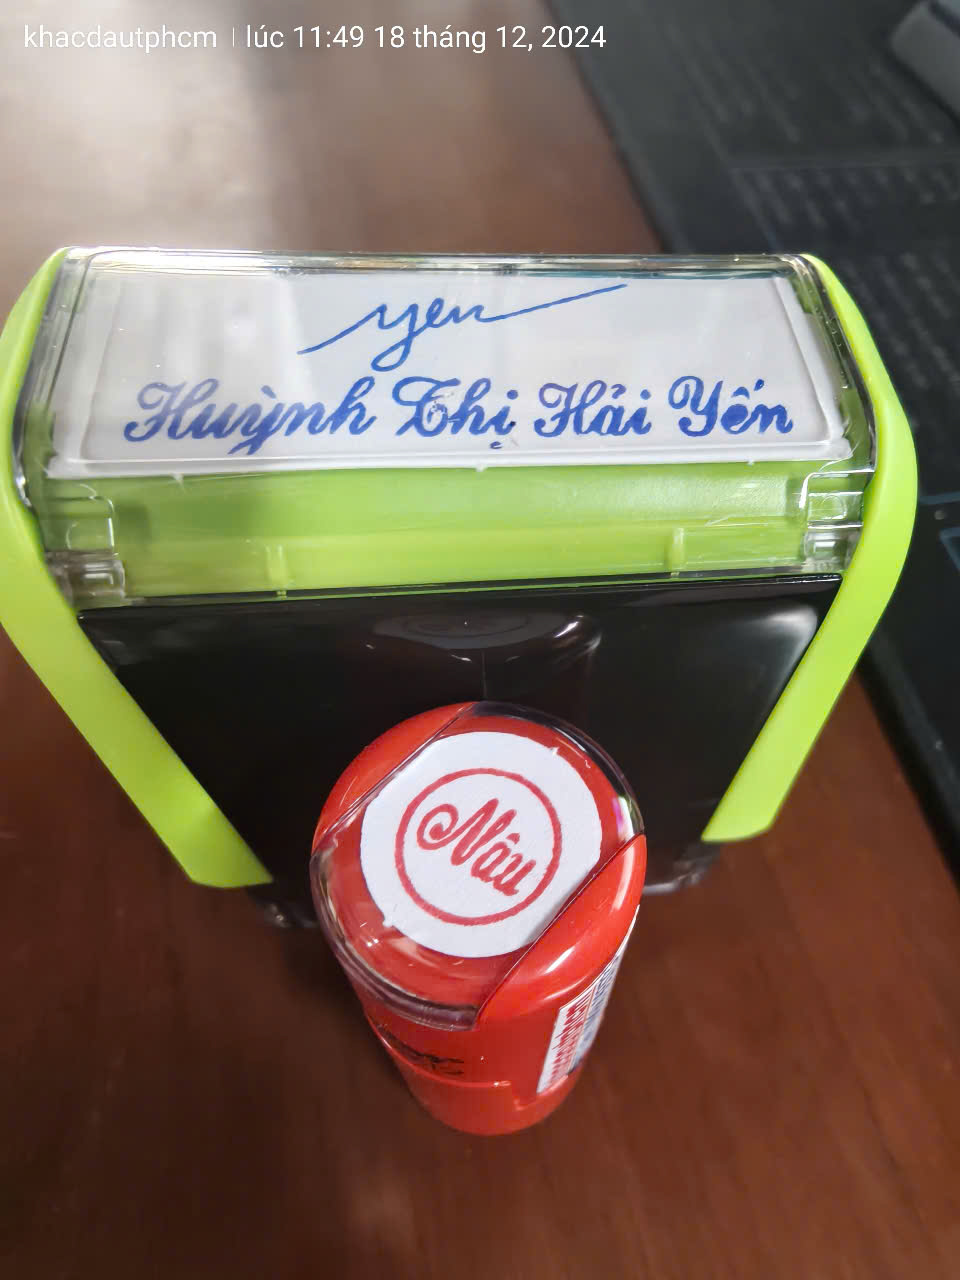 khacdautphcm | lúc 11:49 18 tháng 12, 2024
yen
Huỳnh Thị Hải Yến
Nâu